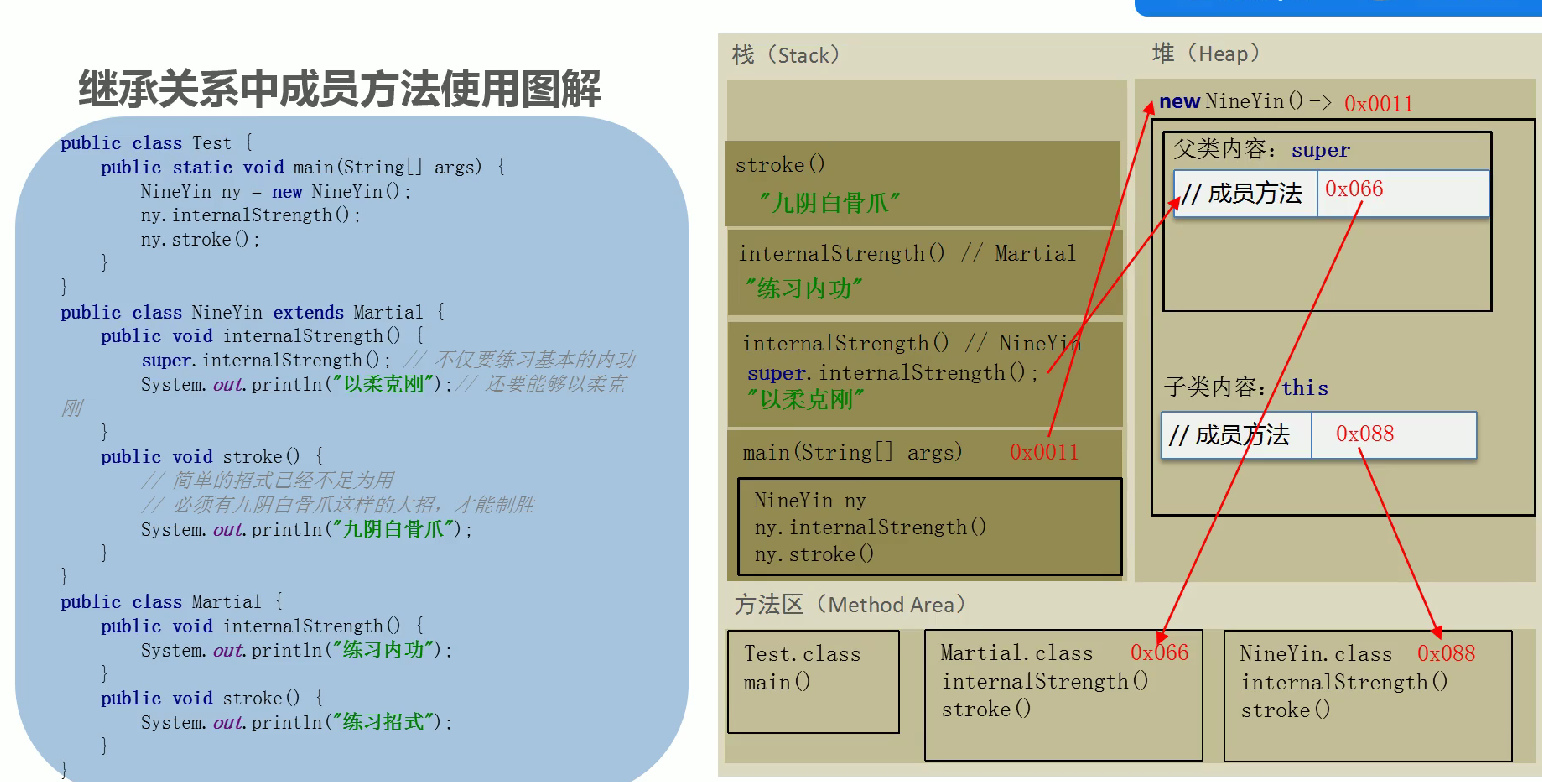 继承关系中成员方法使用图解
public class Test {
public static void main(String[] args) {
NineYin ny = new NineYin();
ny.internalStrength();
ny.stroke();
}
}
public class NineYin extends Martial {
public void internalStrength() {
super.internalStrength(); // 不仅要练习基本的内功
System.out.println("以柔克刚");// 还要能够以柔克
刚
}
public void stroke() {
// 简单的招式已经不足为用
// 必须有九阴白骨爪这样的大招，才能制胜
System.out.println("九阴白骨爪");
}
}
public class Martial {
public void internalStrength() {
System.out.println("练习内功");
}
public void stroke() {
System.out.println("练习招式");
}
}
栈（Stack）
stroke()
"九阴白骨爪"
internalStrength() // Martial
"练习内功"
internalStrength() // NineYin
super.internalStrength();
"以柔克刚"
main(String[] args) 0x0011
NineYin ny
ny.internalStrength()
ny.stroke()
堆（Heap）
new NineYin()-> 0x0011
父类内容：super
// 成员方法 0x066
子类内容：this
// 成员方法 0x088
方法区（Method Area）
Test.class
main()
Martial.class 0x066
internalStrength()
stroke()
NineYin.class 0x088
internalStrength()
stroke()